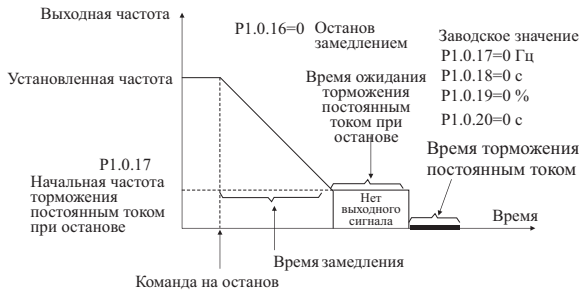 Выходная частота
P1.0.16=0 Останов
замедлением
Заводское значение
P1.0.17=0 Гц
P1.0.18=0 с
P1.0.19=0 %
P1.0.20=0 с
Установленная частота
Время ожидания
торможения
постоянным
током при
останове
Время торможения
постоянным током
P1.0.17
Начальная частота
торможения
постоянным током
при останове
Нет
выходного
сигнала
Время
Время замедления
Команда на останов